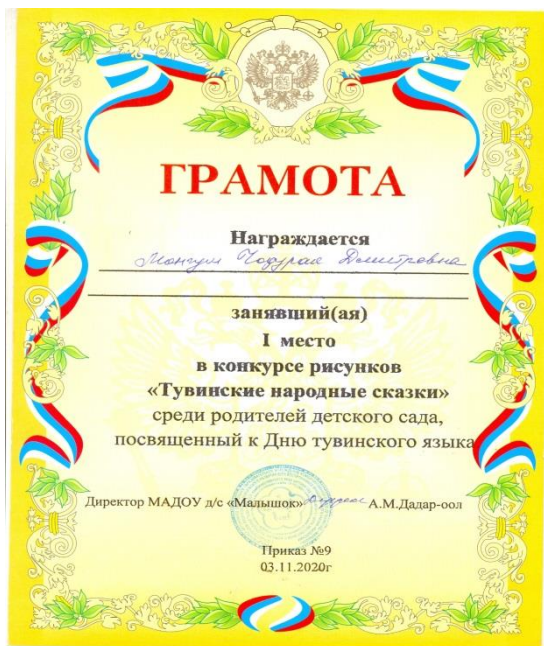 ГРАМОТА
Награждается
Монгуш Чодураа Дмитровна
занявший(ая)
I место
в конкурсе рисунков
«Тувинские народные сказки»
среди родителей детского сада,
посвященный к Дню тувинского языка
Директор МАДОУ д/с «Малышок» А.М.Дадар-оол
Приказ №9
03.11.2020г